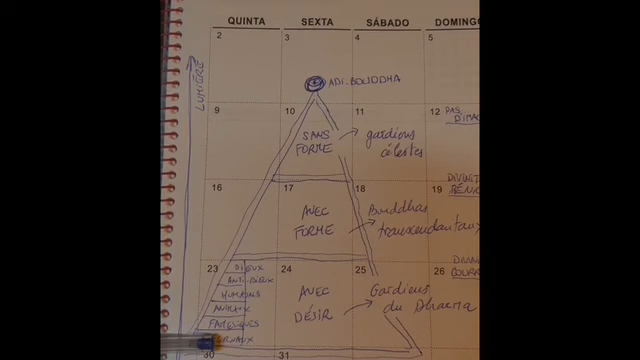 QUINTA SEXTA SÁBADO DOMINGO
2 3 4 5
LUMIÈRE
ADI-BOUDDHA
9 10 11 12
SANS
FORME
gardiens
célestes
PAS
16 17 18 19
AVEC
FORME
Bouddhas
transcendantaux
23 24 25 26
DIEUX
ANTI-DIEUX
HUMAINS
ANIMAUX
AVEC
DÉSIR
Gardiens
du Dharma
30 31